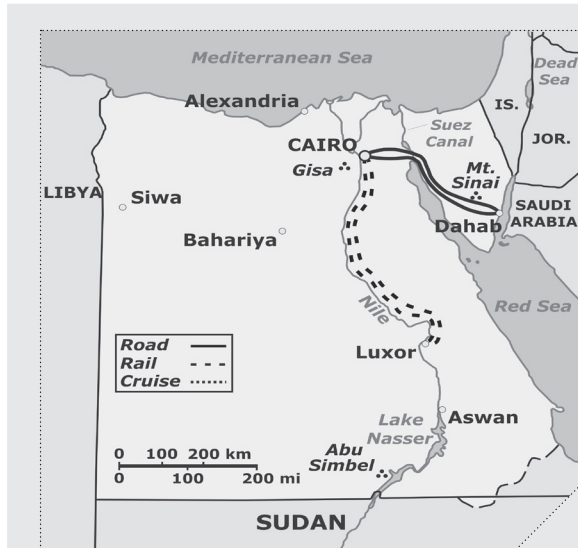 Mediterranean Sea
Dead
Sea
Alexandria
IS.
Suez
Canal
CAIRO
JOR.
Gisa
Mt.
Sinai
LIBYA
Siwa
SAUDI
ARABIA
Dahab
Bahariya
Red Sea
Nile
Road
Rail
Cruise
Luxor
Lake
Nasser
Aswan
Abu
Simbel
0 100 200 km
0 100 200 mi
SUDAN